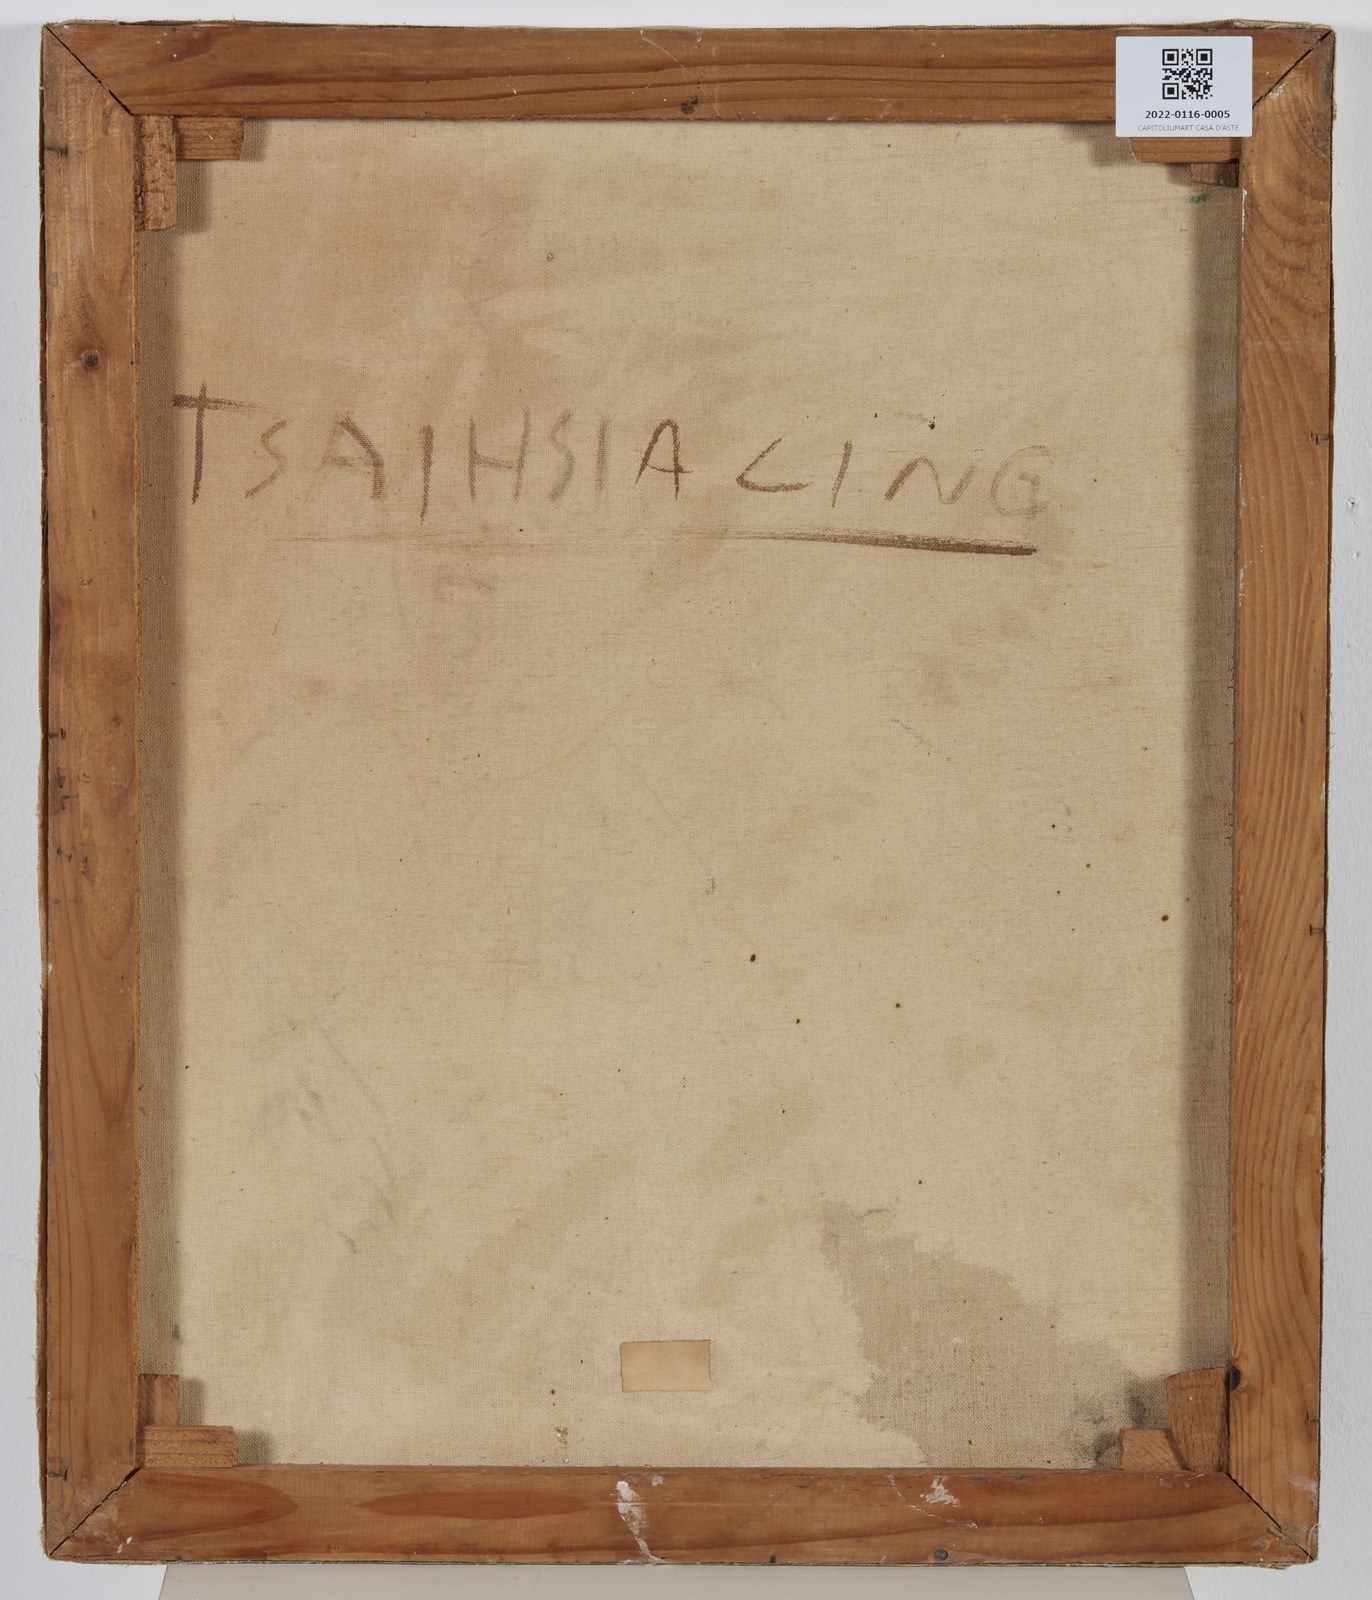 2022-0116-0005
CAPITOLIUMART CASA D'ASTE
TSAIHSIA LING